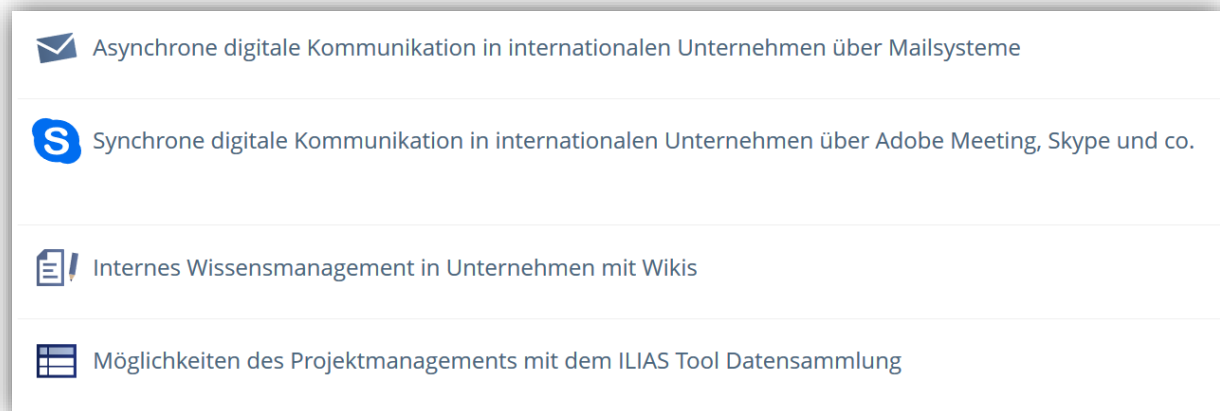 Asynchrone digitale Kommunikation in internationalen Unternehmen über Mailsysteme
Synchrone digitale Kommunikation in internationalen Unternehmen über Adobe Meeting, Skype und co.
Internes Wissensmanagement in Unternehmen mit Wikis
Möglichkeiten des Projektmanagements mit dem ILIAS Tool Datensammlung